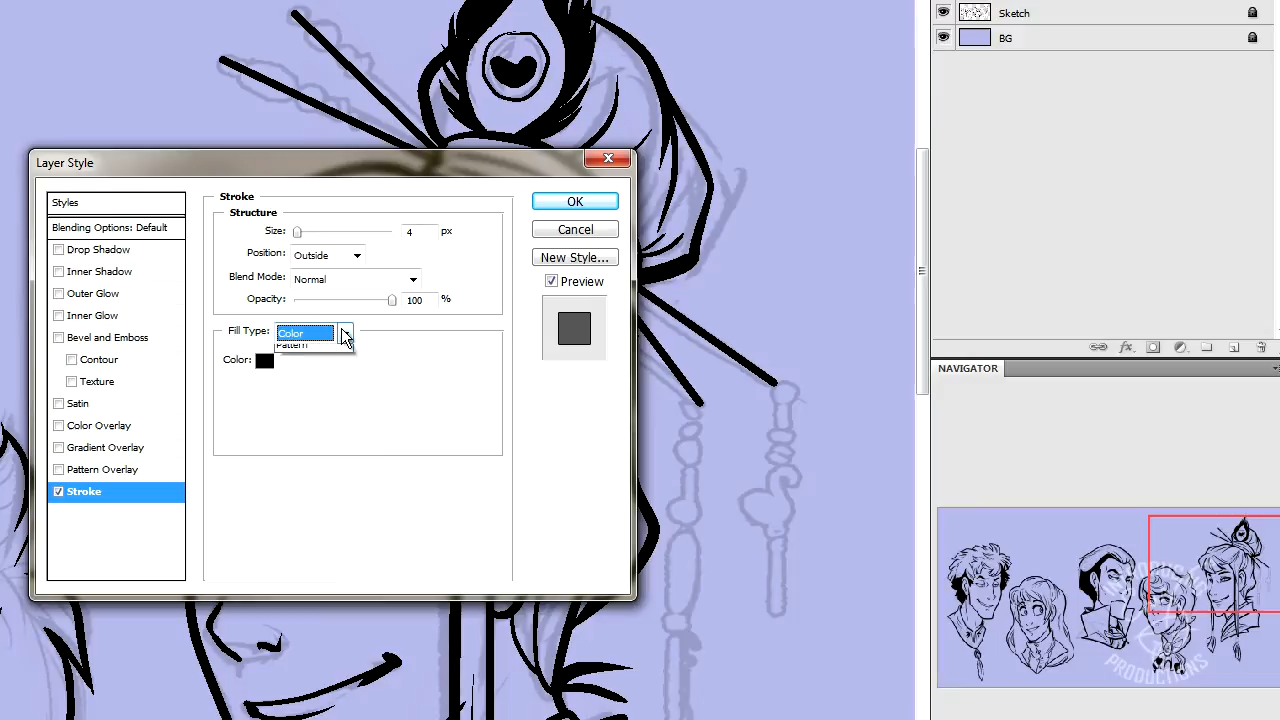 Sketch
BG
Layer Style
Styles
Blending Options: Default
Drop Shadow
Inner Shadow
Outer Glow
Inner Glow
Bevel and Emboss
Contour
Texture
Satin
Color Overlay
Gradient Overlay
Pattern Overlay
Stroke
Stroke
Structure
Size: 4 px
Position: Outside
Blend Mode: Normal
Opacity: 100 %
Fill Type: Color
Pattern
Color:
OK
Cancel
New Style...
Preview
fx
NAVIGATOR
PRODUCTIONS